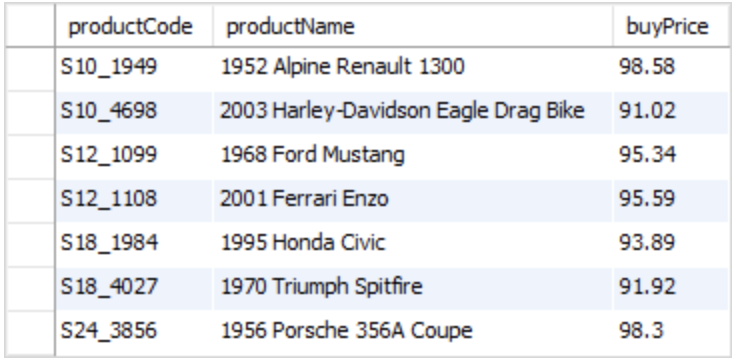 productCode productName buyPrice
S10_1949 1952 Alpine Renault 1300 98.58
S10_4698 2003 Harley-Davidson Eagle Drag Bike 91.02
S12_1099 1968 Ford Mustang 95.34
S12_1108 2001 Ferrari Enzo 95.59
S18_1984 1995 Honda Civic 93.89
S18_4027 1970 Triumph Spitfire 91.92
S24_3856 1956 Porsche 356A Coupe 98.3